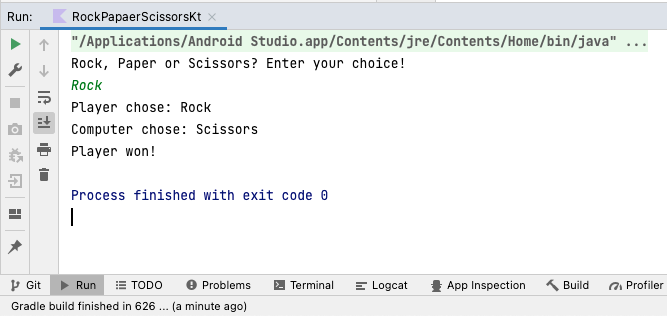 Run: RockPapaerScissorsKt
"/Applications/Android Studio.app/Contents/jre/Contents/Home/bin/java" ...
Rock, Paper or Scissors? Enter your choice!
Rock
Player chose: Rock
Computer chose: Scissors
Player won!
Process finished with exit code 0
Git Run TODO Problems Terminal Logcat App Inspection Build Profiler
Gradle build finished in 626 ... (a minute ago)